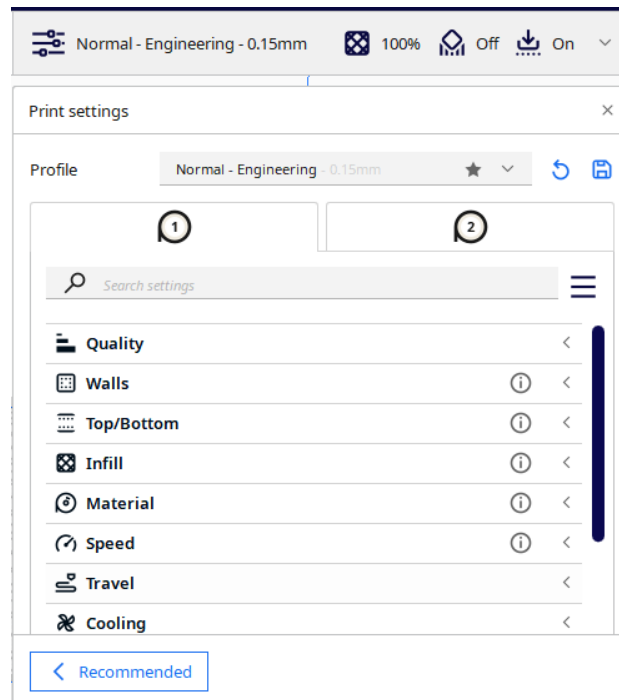 Normal - Engineering - 0.15mm 100% Off On
Print settings
Profile Normal - Engineering - 0.15mm
1 2
Search settings
Quality
Walls
Top/Bottom
Infill
Material
Speed
Travel
Cooling
Recommended